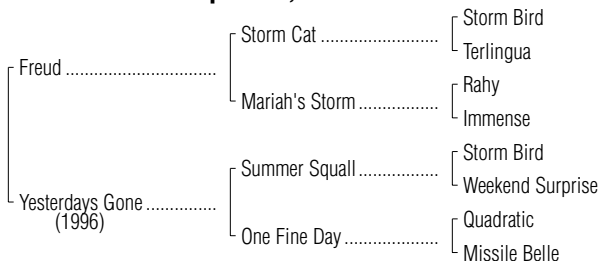 Storm Bird
Storm Cat ....................
Terlingua
Freud ................................
Rahy
Mariah's Storm .................
Immense
Storm Bird
Summer Squall .................
Weekend Surprise
Yesterdays Gone ...............
(1996)
Quadratic
One Fine Day ....................
Missile Belle